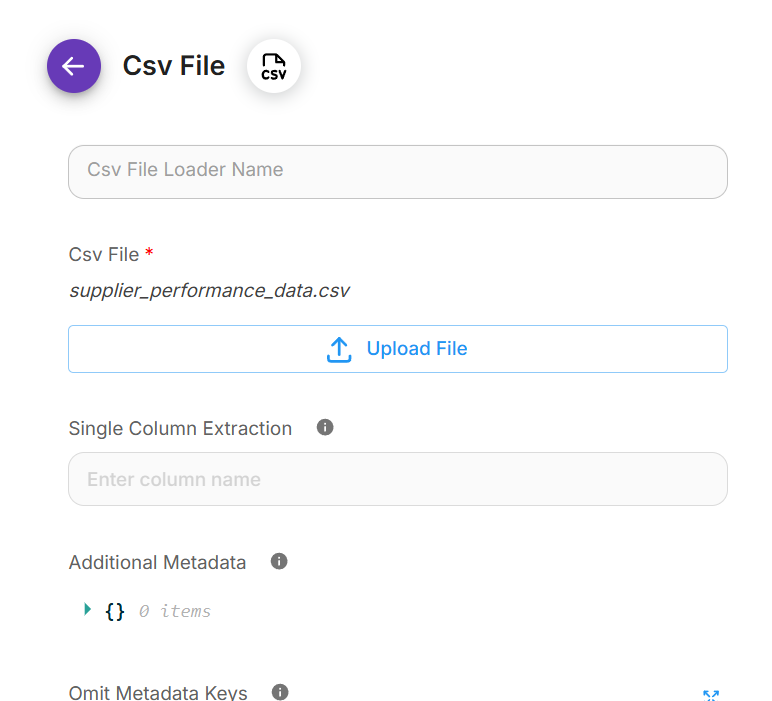 Csv File
CSV
Csv File Loader Name
Csv File *
supplier_performance_data.csv
Upload File
Single Column Extraction
Enter column name
Additional Metadata
{} 0 items
Omit Metadata Keys